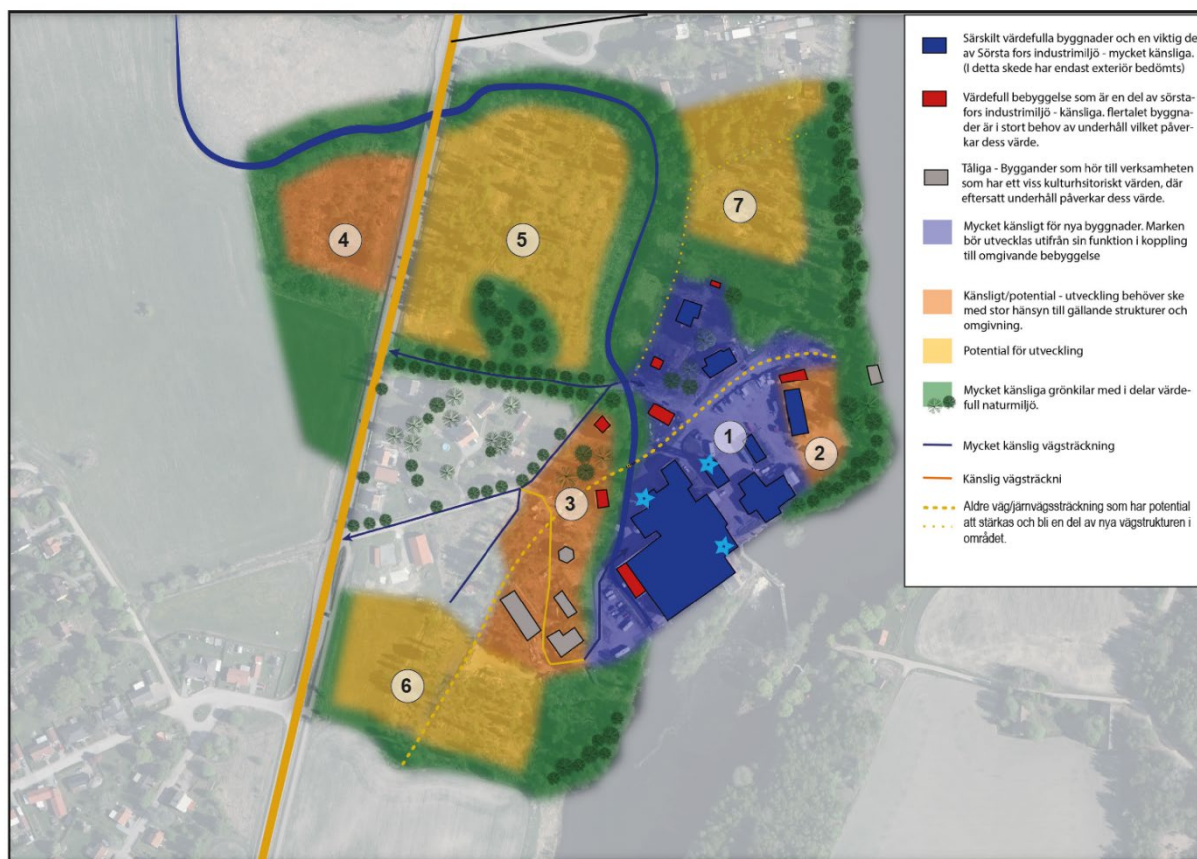 Särskilt värdefulla byggnader och en viktig de
av Sörsta fors industrimiljö - mycket känsliga.
(I detta skede har endast exteriör bedömts)
Värdefull bebyggelse som är en del av sörsta-
fors industrimiljö - känsliga. flertalet byggna-
der är i stort behov av underhåll vilket påver-
kar dess värde.
Tåliga - Byggander som hör till verksamheten
som har ett viss kulturhsitoriskt värden, där
eftersatt underhåll påverkar dess värde.
Mycket känsligt för nya byggnader. Marken
bör utvecklas utifrån sin funktion i koppling
till omgivande bebyggelse
Känsligt/potential - utveckling behöver ske
med stor hänsyn till gällande strukturer och
omgivning.
Potential för utveckling
Mycket känsliga grönkilar med i delar värde-
full naturmiljö.
Mycket känslig vägsträckning
Känslig vägsträckni
Aldre väg/järnvägssträckning som har potential
att stärkas och bli en del av nya vägstrukturen i
området.
4
5
7
1
2
3
6